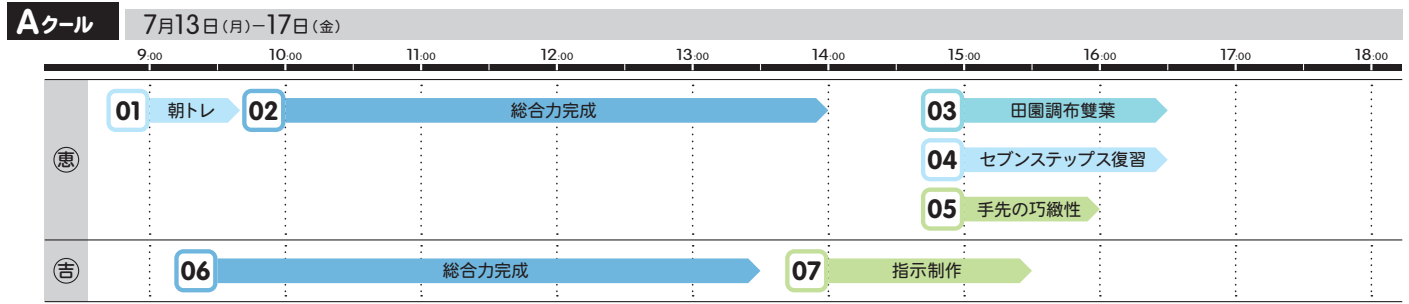 Aクール 7月13日(月)−17日(金)
9:00 10:00 11:00 12:00 13:00 14:00 15:00 16:00 17:00 18:00
恵
01 朝トレ 02 総合力完成 03 田園調布雙葉
04 セブンステップス復習
05 手先の巧緻性
吉
06 総合力完成 07 指示制作